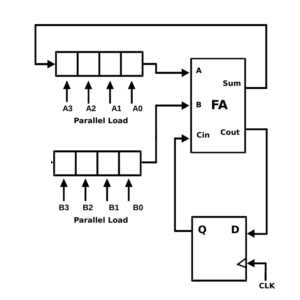 A
Sum
B FA
A3 A2 A1 A0
Parallel Load
Cout
Cin
B3 B2 B1 B0
Parallel Load
Q D
CLK